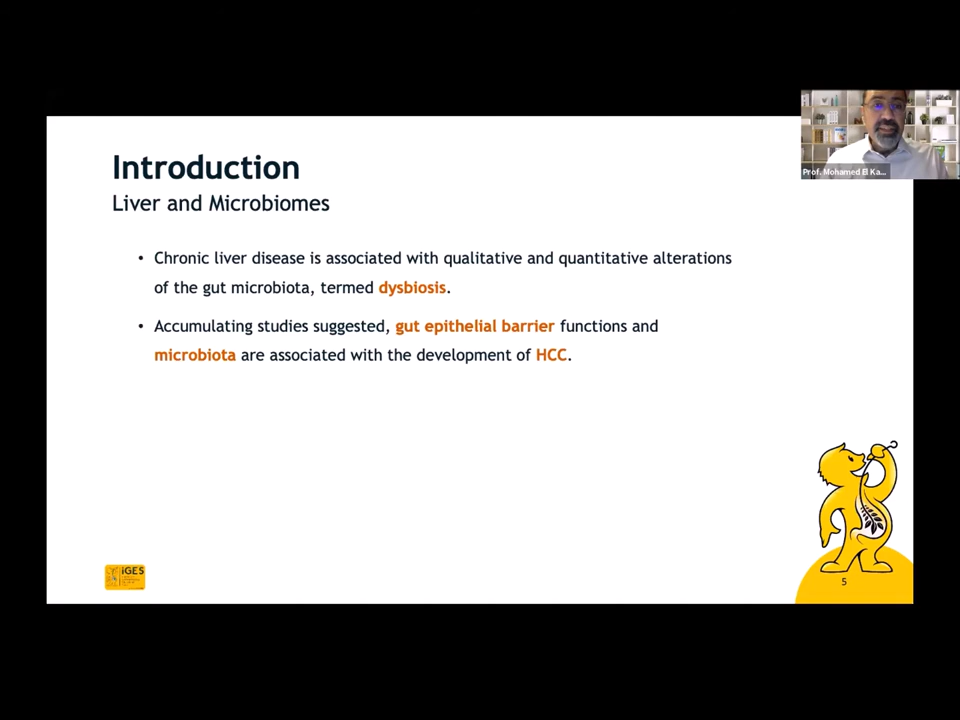 Prof. Mohamed El Ka...
Introduction
Liver and Microbiomes
• Chronic liver disease is associated with qualitative and quantitative alterations
of the gut microbiota, termed dysbiosis.
• Accumulating studies suggested, gut epithelial barrier functions and
microbiota are associated with the development of HCC.
iGES
5